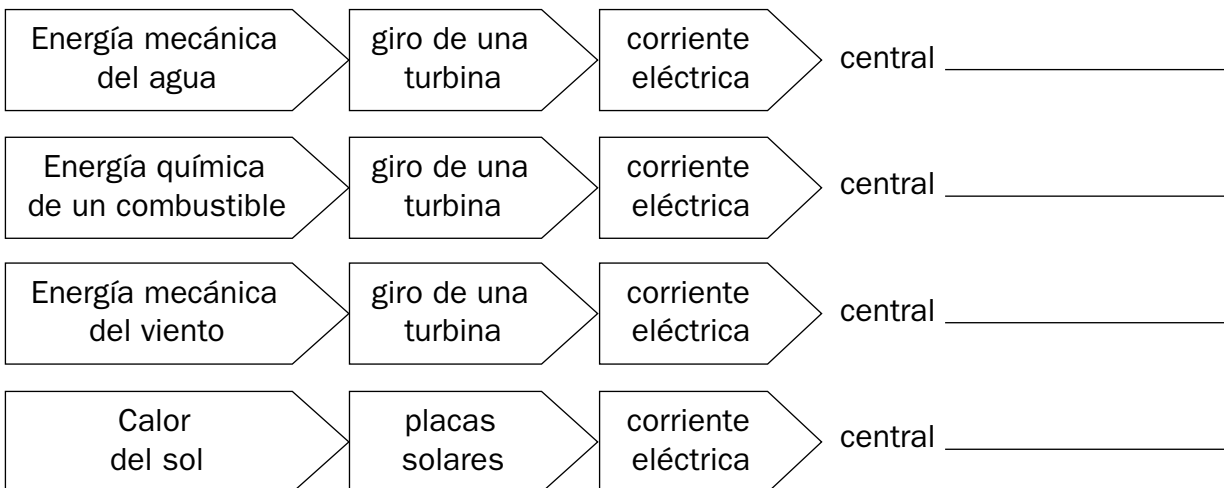 Energía mecánica
del agua
giro de una
turbina
corriente
eléctrica
central
Energía química
de un combustible
giro de una
turbina
corriente
eléctrica
central
Energía mecánica
del viento
giro de una
turbina
corriente
eléctrica
central
Calor
del sol
placas
solares
corriente
eléctrica
central